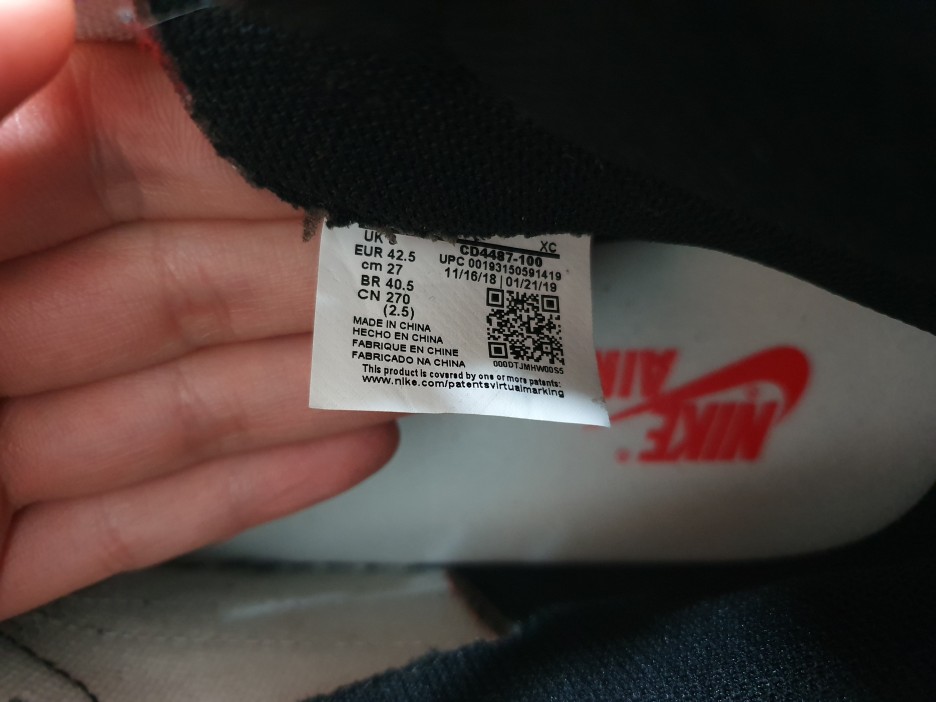 UK 8
EUR 42.5
cm 27
BR 40.5
CN 270
(2.5)
MADE IN CHINA
HECHO EN CHINA
FABRIQUE EN CHINE
FABRICADO NA CHINA
XC
CD4487-100
UPC 00193150591419
11/16/18 | 01/21/19
000DTJMHW00S5
This product is covered by one or more patents:
www.nike.com/patentsvirtualmarking
NIKE
AIR